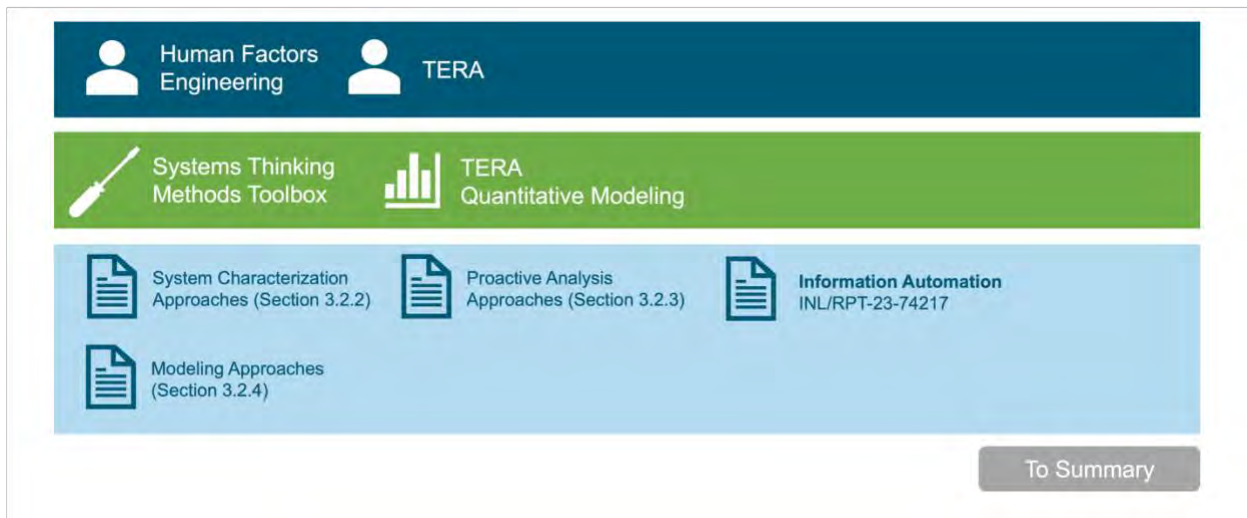 Human Factors
Engineering
TERA
Systems Thinking
Methods Toolbox
TERA
Quantitative Modeling
System Characterization
Approaches (Section 3.2.2)
Proactive Analysis
Approaches (Section 3.2.3)
Information Automation
INL/RPT-23-74217
Modeling Approaches
(Section 3.2.4)
To Summary